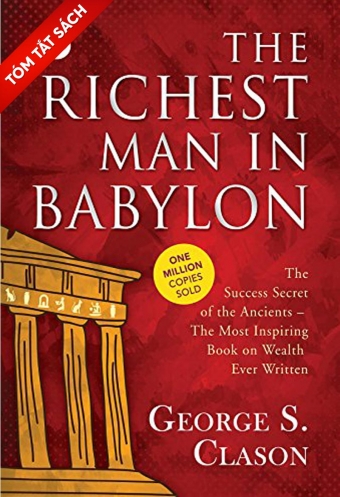 TÓM TẮT SÁCH
THE
RICHEST
MAN IN
BABYLON
ONE
MILLION
COPIES
SOLD
The
Success Secret
of the Ancients –
The Most Inspiring
Book on Wealth
Ever Written
GEORGE S.
CLASON